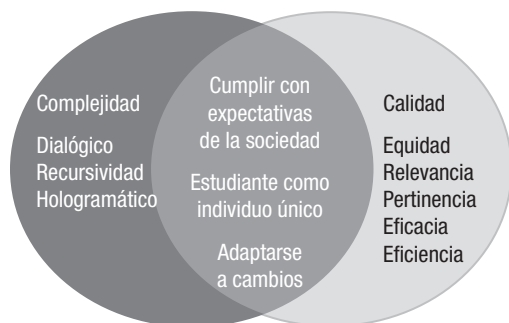 Complejidad
Dialógico
Recursividad
Hologramático
Cumplir con
expectativas
de la sociedad
Estudiante como
individuo único
Adaptarse
a cambios
Calidad
Equidad
Relevancia
Pertinencia
Eficacia
Eficiencia